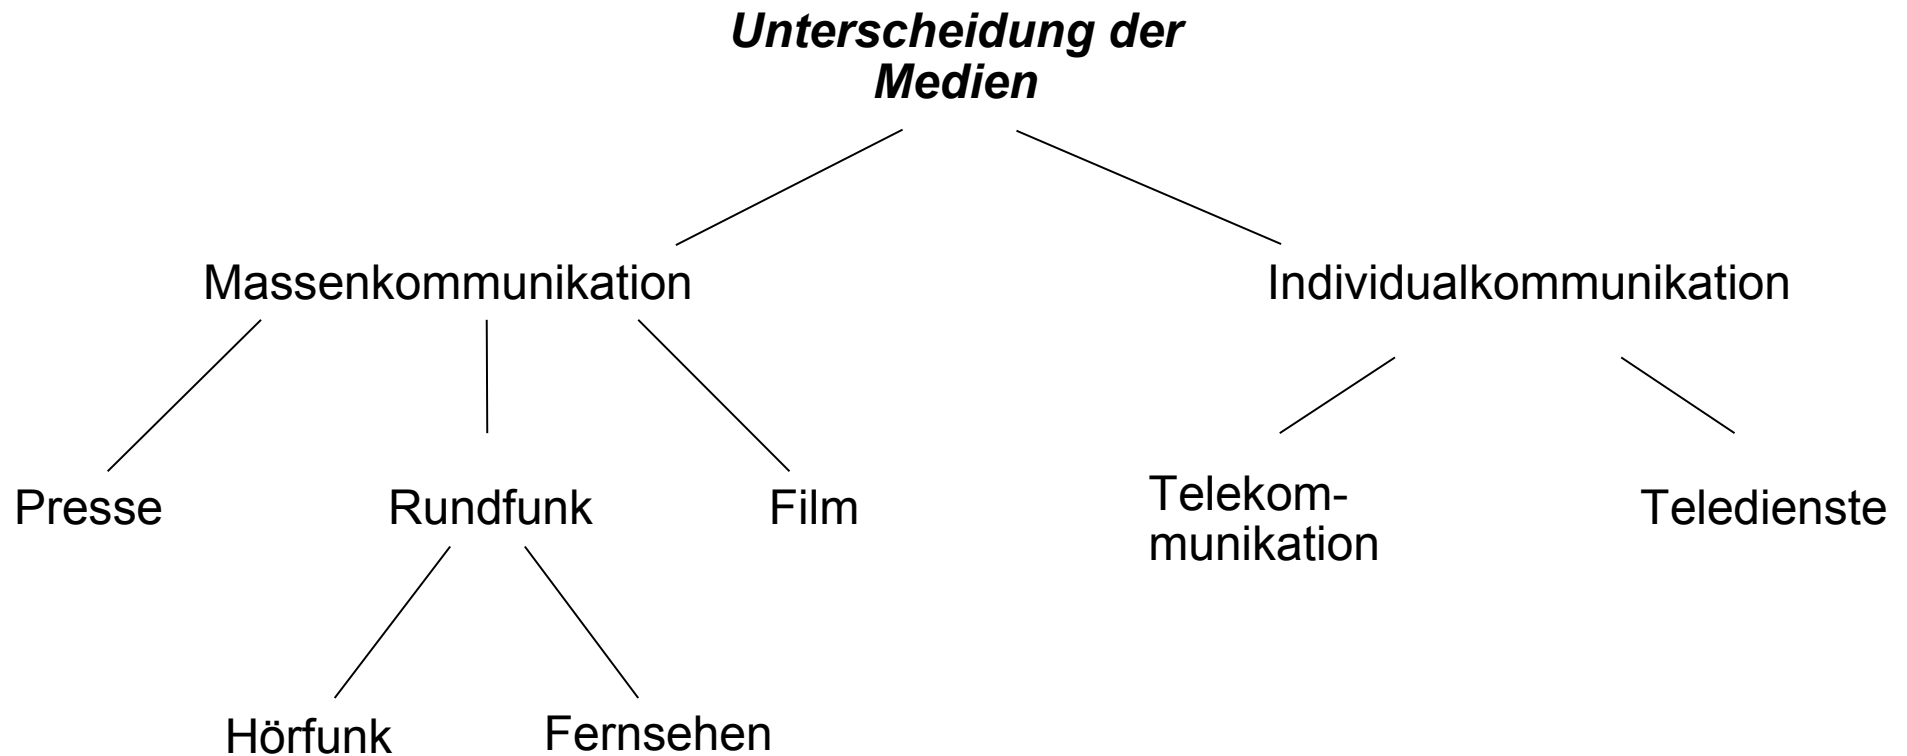 Unterscheidung der
Medien
Massenkommunikation
Individualkommunikation
Presse
Rundfunk
Film
Telekom-
munikation
Teledienste
Hörfunk
Fernsehen